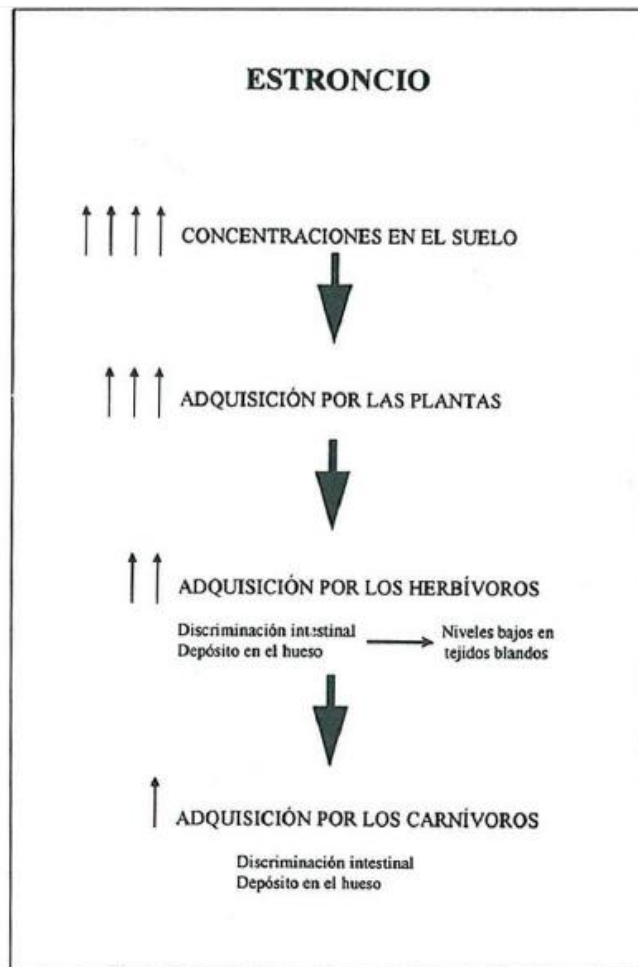 ESTRONCIO
CONCENTRACIONES EN EL SUELO
ADQUISICIÓN POR LAS PLANTAS
ADQUISICIÓN POR LOS HERBÍVOROS
Discriminación intestinal
Depósito en el hueso
Niveles bajos en
tejidos blandos
ADQUISICIÓN POR LOS CARNÍVOROS
Discriminación intestinal
Depósito en el hueso